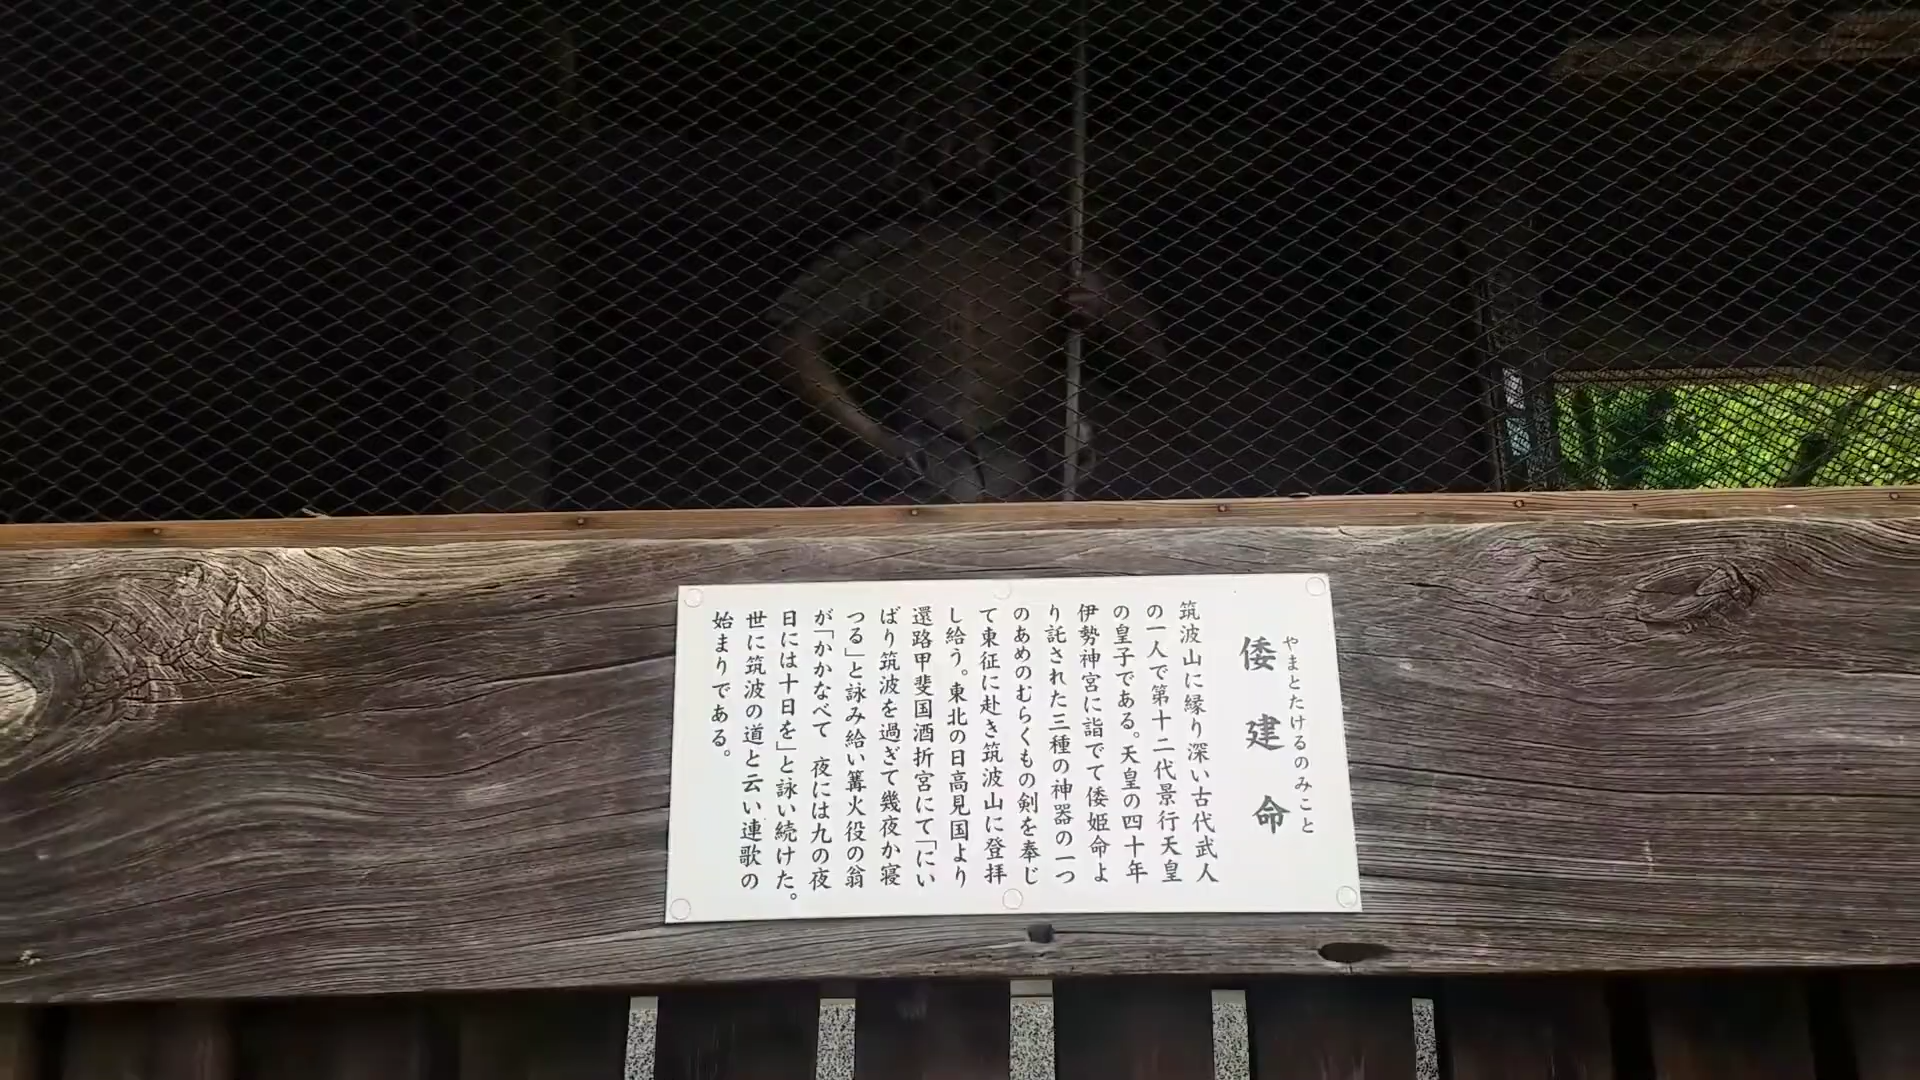 やまとたけるのみこと
倭建命
筑波山に縁り深い古代武人
の一人で第十二代景行天皇
の皇子である。天皇の四十年
伊勢神宮に詣でて倭姫命よ
り託された三種の神器の一つ
のあめのむらくもの剣を奉じ
て東征に赴き筑波山に登拝
し給う。東北の日高見国より
還路甲斐国酒折宮にて「にい
ばり筑波を過ぎて幾夜か寝
つる」と詠み給い篝火役の翁
が「かかなべて 夜には九の夜
日には十日を」と詠い続けた。
世に筑波の道と云い連歌の
始まりである。